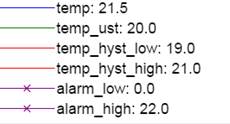 temp: 21.5
temp_ust: 20.0
temp_hyst_low: 19.0
temp_hyst_high: 21.0
alarm_low: 0.0
alarm_high: 22.0